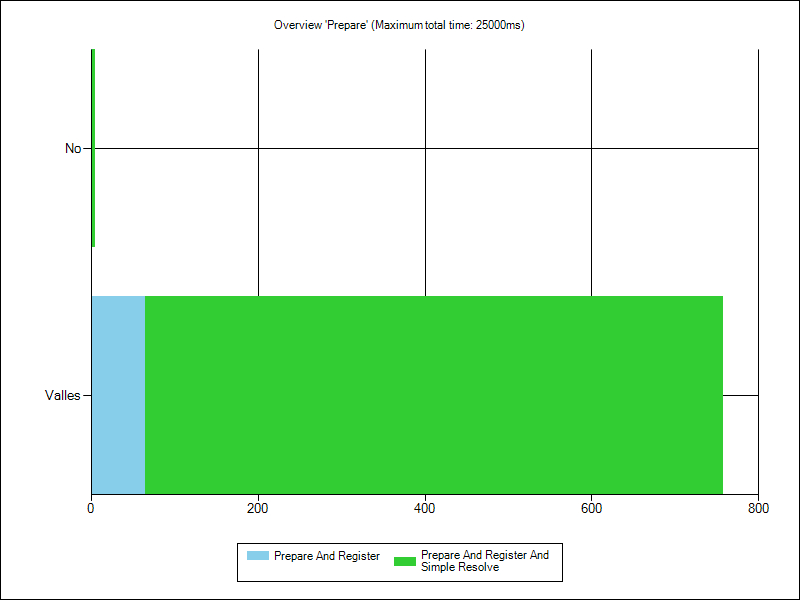 Overview 'Prepare' (Maximum total time: 25000ms)
No
Valles
0 200 400 600 800
Prepare And Register
Prepare And Register And
Simple Resolve